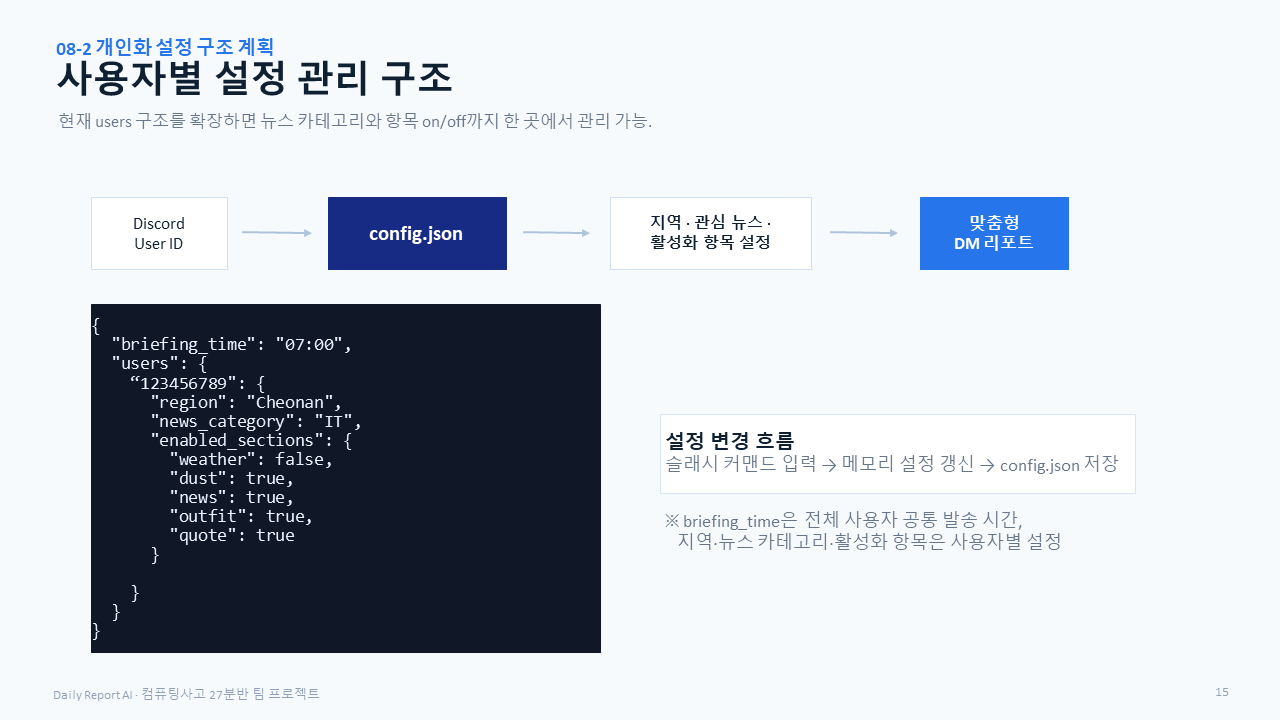 08-2 개인화 설정 구조 계획
사용자별 설정 관리 구조
현재 users 구조를 확장하면 뉴스 카테고리와 항목 on/off까지 한 곳에서 관리 가능.
Discord
User ID
config.json
지역 · 관심 뉴스 ·
활성화 항목 설정
맞춤형
DM 리포트
{
  "briefing_time": "07:00",
  "users": {
    “123456789": {
      "region": "Cheonan",
      "news_category": "IT",
      "enabled_sections": {
        "weather": false,
        "dust": true,
        "news": true,
        "outfit": true,
        "quote": true
      }
    }
  }
}
설정 변경 흐름
슬래시 커맨드 입력 → 메모리 설정 갱신 → config.json 저장
※ briefing_time은 전체 사용자 공통 발송 시간,
지역·뉴스 카테고리·활성화 항목은 사용자별 설정
Daily Report AI · 컴퓨팅사고 27분반 팀 프로젝트
15